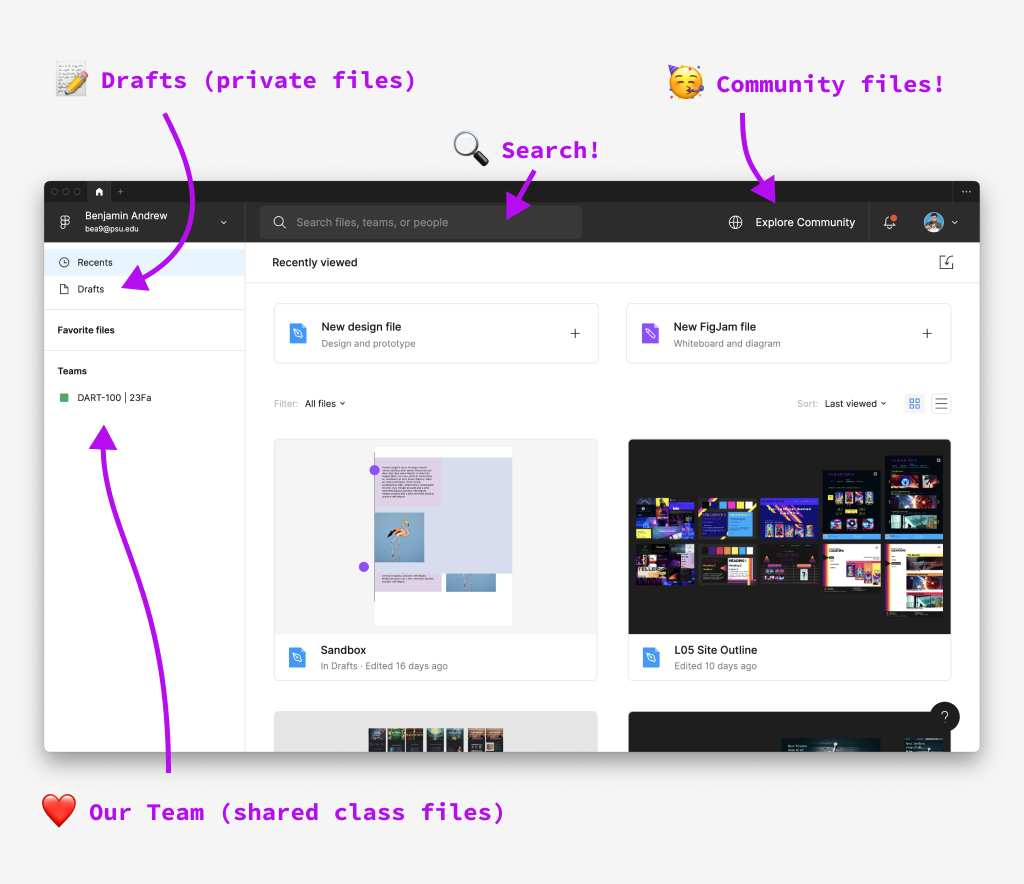 Drafts (private files)
Community files!
Search!
Benjamin Andrew
bea9@psu.edu
Search files, teams, or people
Explore Community
Recents
Drafts
Favorite files
Teams
DART-100 | 23Fa
Recently viewed
New design file
Design and prototype
New FigJam file
Whiteboard and diagram
Filter: All files
Sort: Last viewed
Sandbox
In Drafts · Edited 16 days ago
L05 Site Outline
Edited 10 days ago
?
Our Team (shared class files)